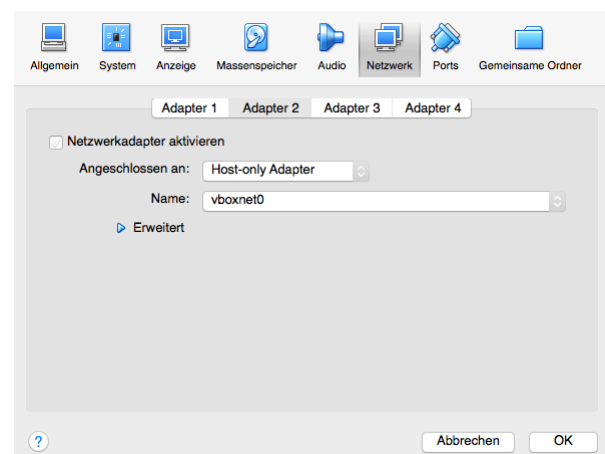 Allgemein System Anzeige Massenspeicher Audio Netzwerk Ports Gemeinsame Ordner
Adapter 1 Adapter 2 Adapter 3 Adapter 4
Netzwerkadapter aktivieren
Angeschlossen an: Host-only Adapter
Name: vboxnet0
Erweitert
? Abbrechen OK